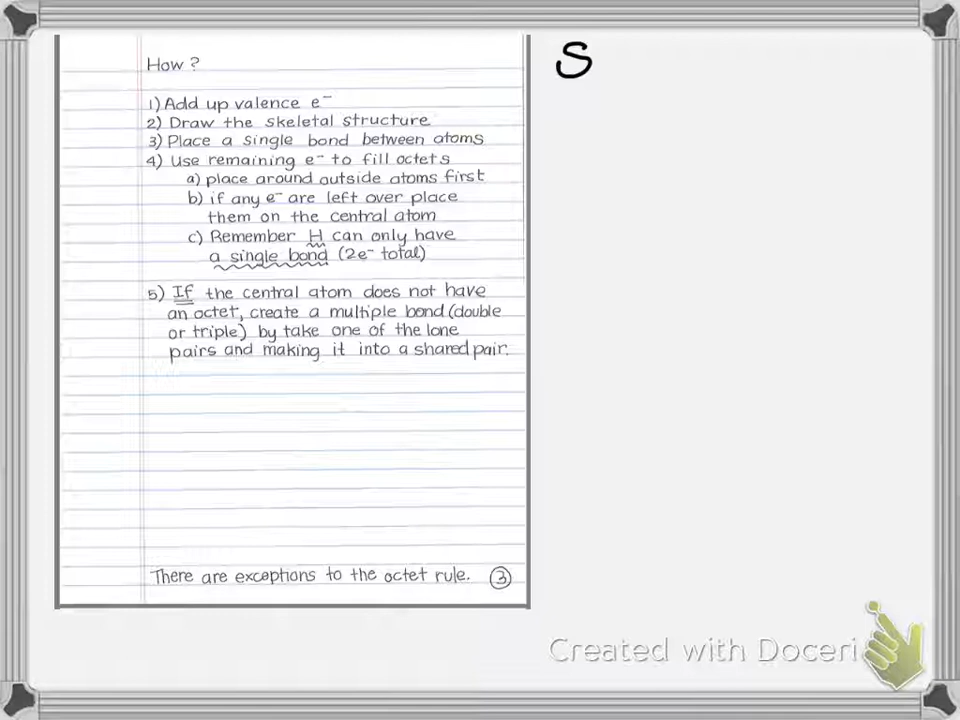 How?
1) Add up valence e⁻
2) Draw the skeletal structure
3) Place a single bond between atoms
4) Use remaining e⁻ to fill octets
a) place around outside atoms first
b) if any e⁻ are left over place
them on the central atom
c) Remember H can only have
a single bond (2e⁻ total)
5) If the central atom does not have
an octet, create a multiple bond (double
or triple) by take one of the lone
pairs and making it into a shared pair.
There are exceptions to the octet rule. 3
S
Created with Doceri